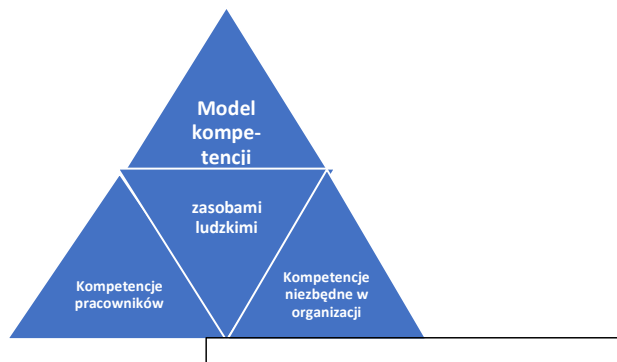 Model
kompe-
tencji
zasobami
ludzkimi
Kompetencje
pracowników
Kompetencje
niezbędne w
organizacji